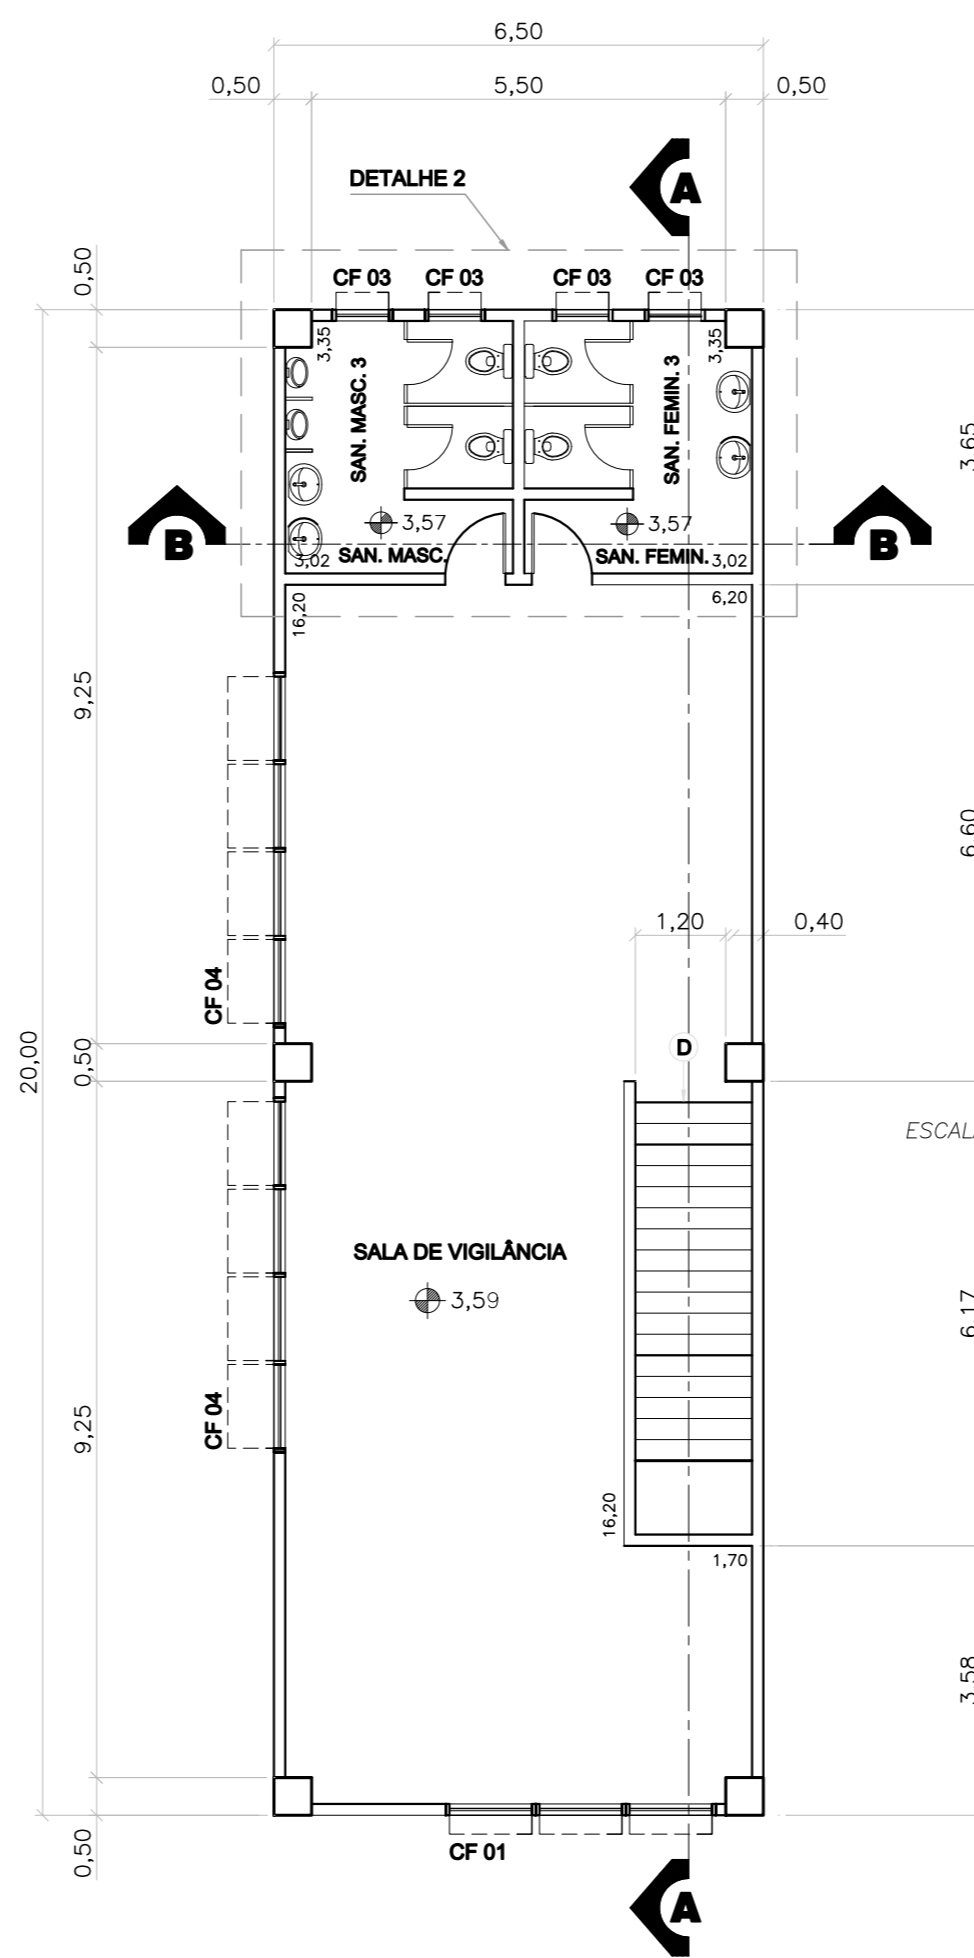 6,50
0,50
5,50
0,50
A
DETALHE 2
0,50
CF 03
CF 03
CF 03
CF 03
3,35
SAN. MASC. 3
SAN. FEMIN. 3
3,35
3,65
B
3,57
3,57
B
SAN. MASC.
3,02
SAN. FEMIN.
3,02
16,20
6,20
9,25
6,60
1,20
0,40
CF 04
20,00
0,50
D
ESCALA
SALA DE VIGILÂNCIA
3,59
6,17
CF 04
9,25
16,20
1,70
3,58
0,50
CF 01
A